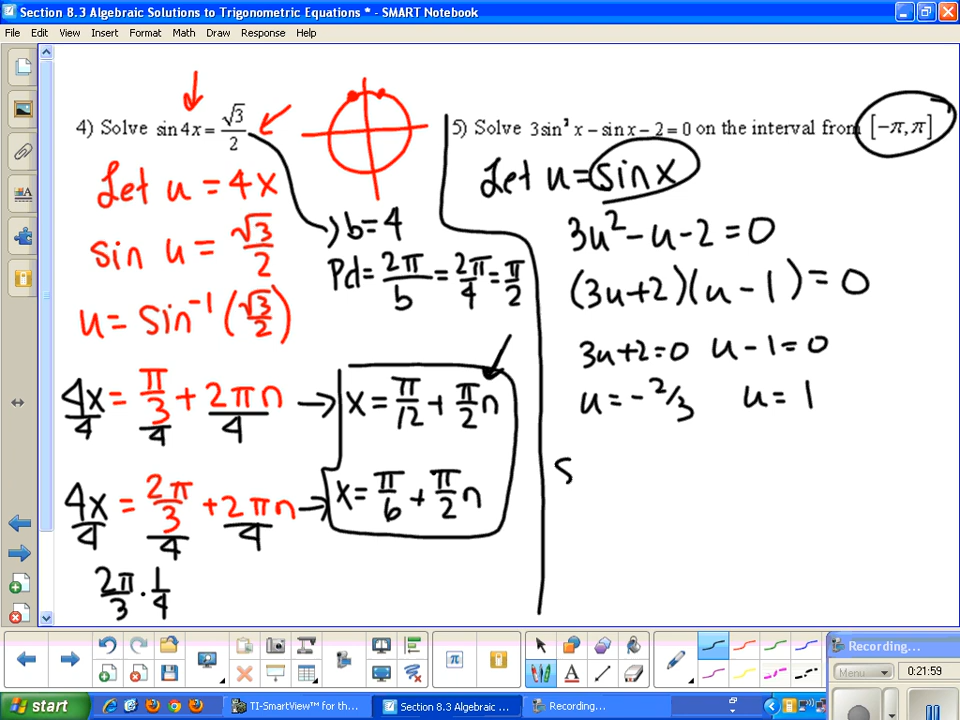 Section 8.3 Algebraic Solutions to Trigonometric Equations * - SMART Notebook
File Edit View Insert Format Math Draw Response Help
4) Solve sin 4x = √3/2
Let u = 4x
sin u = √3/2
u = sin⁻¹(√3/2)
b = 4
Pd = 2π/b = 2π/4 = π/2
4x/4 = π/3/4 + 2πn/4 → x = π/12 + π/2 n
4x/4 = 2π/3/4 + 2πn/4 → x = π/6 + π/2 n
2π/3 · 1/4
5) Solve 3sin² x − sin x − 2 = 0 on the interval from [−π, π]
Let u = sin x
3u² − u − 2 = 0
(3u + 2)(u − 1) = 0
3u + 2 = 0 u − 1 = 0
u = −2/3 u = 1
S
π
A
Recording...
Menu
0:21:59
start
TI-SmartView™ for th...
Section 8.3 Algebraic ...
Recording...